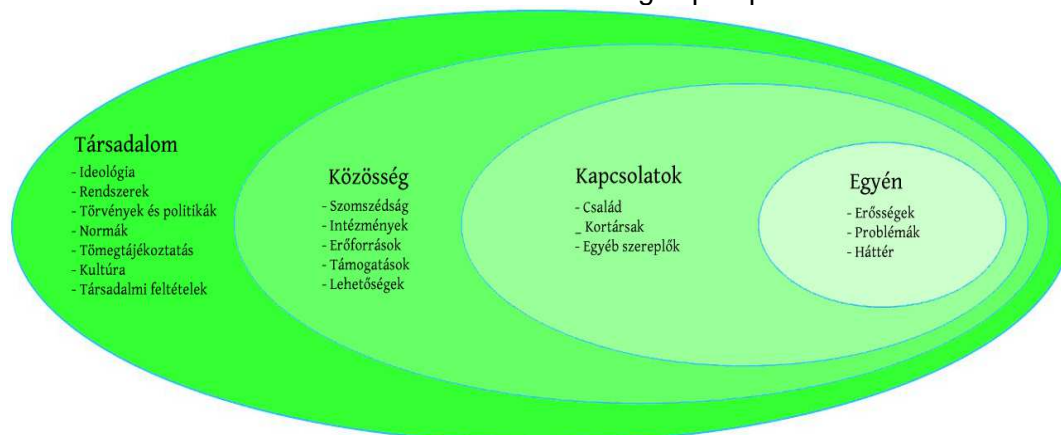 Társadalom
- Ideológia
- Rendszerek
- Törvények és politikák
- Normák
- Tömegtájékoztatás
- Kultúra
- Társadalmi feltételek
Közösség
- Szomszédság
- Intézmények
- Erőforrások
- Támogatások
- Lehetőségek
Kapcsolatok
- Család
_ Kortársak
- Egyéb szereplők
Egyén
- Erősségek
- Problémák
- Háttér